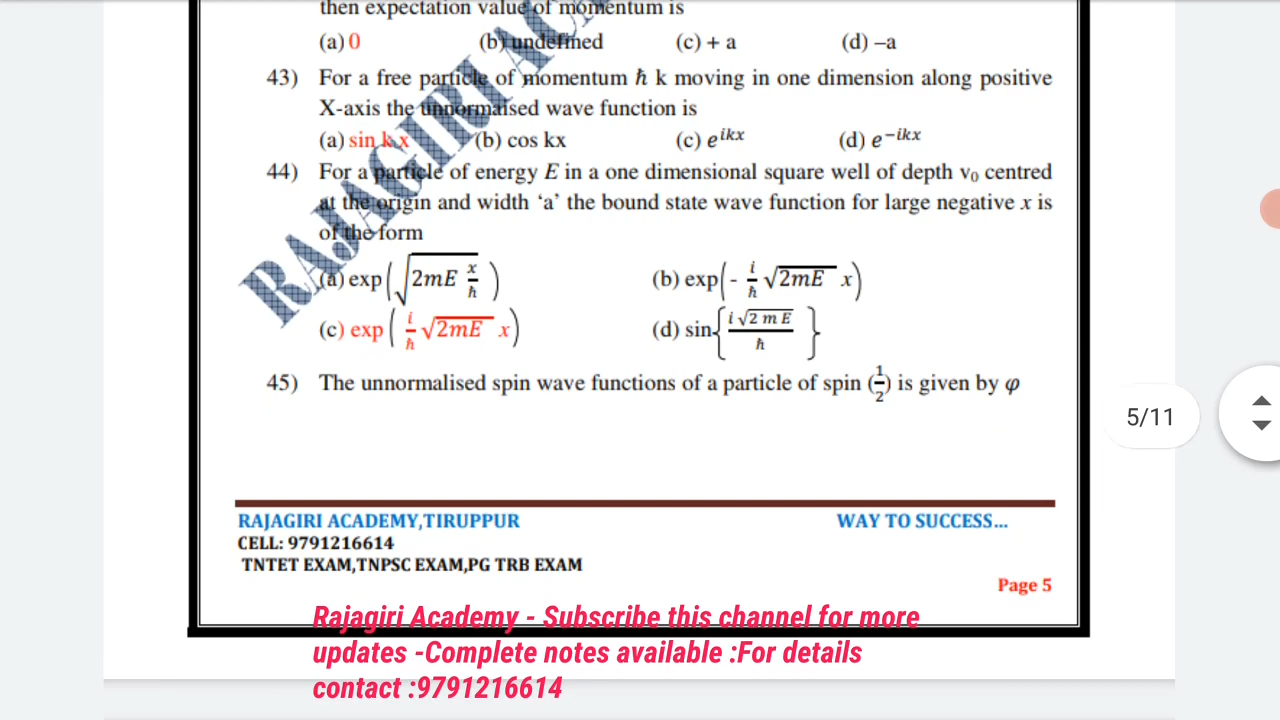 then expectation value of momentum is
(a) 0 (b) undefined (c) + a (d) –a
43) For a free particle of momentum ℏ k moving in one dimension along positive
X-axis the unnormalised wave function is
(a) sin k x (b) cos kx (c) e^{ikx} (d) e^{−ikx}
44) For a particle of energy E in a one dimensional square well of depth v₀ centred
at the origin and width ‘a’ the bound state wave function for large negative x is
of the form
(a) exp(√(2mE x/ℏ)) (b) exp(- i/ℏ √(2mE) x)
(c) exp(i/ℏ √(2mE) x) (d) sin{i√(2 m E)/ℏ}
45) The unnormalised spin wave functions of a particle of spin (1/2) is given by φ
5/11
RAJAGIRI ACADEMY,TIRUPPUR WAY TO SUCCESS...
CELL: 9791216614
TNTET EXAM,TNPSC EXAM,PG TRB EXAM
Page 5
Rajagiri Academy - Subscribe this channel for more
updates -Complete notes available :For details
contact :9791216614
RAJAGIRI AC